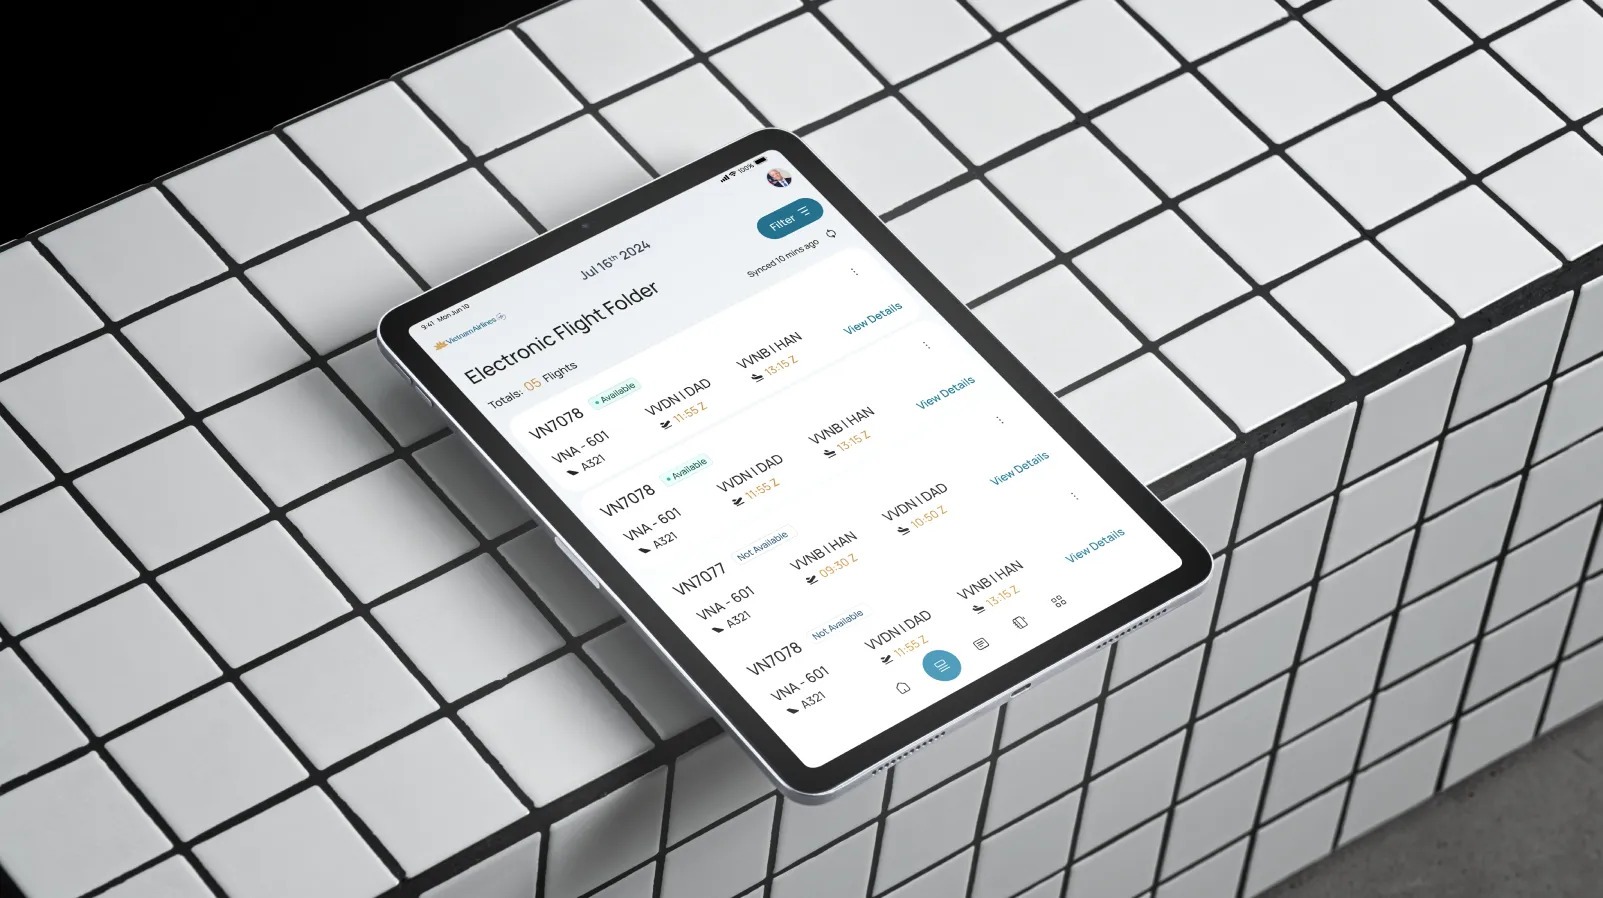 9:41 Mon Jun 10
100%
VietnamAirlines
Jul 16th 2024
Filter
Electronic Flight Folder
Synced 10 mins ago
Totals: 05 Flights
VN7078 Available
VNA - 601
A321
VVDN | DAD
11:55 Z
VVNB | HAN
13:15 Z
View Details
VN7078 Available
VNA - 601
A321
VVDN | DAD
11:55 Z
VVNB | HAN
13:15 Z
View Details
VN7077 Not Available
VNA - 601
A321
VVNB | HAN
09:30 Z
VVDN | DAD
10:50 Z
View Details
VN7078 Not Available
VNA - 601
A321
VVDN | DAD
11:55 Z
VVNB | HAN
13:15 Z
View Details